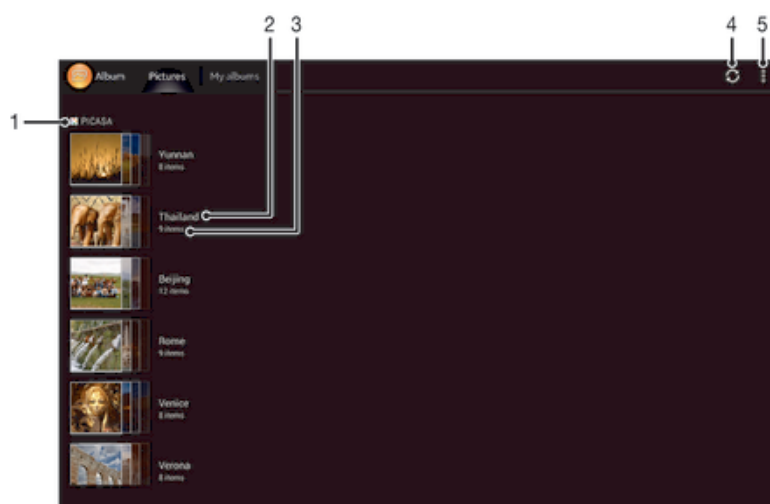 2 3 4 5
Album Pictures My albums
1 PICASA
Yunnan
8 items
Thailand
9 items
Beijing
12 items
Rome
9 items
Venice
8 items
Verona
8 items